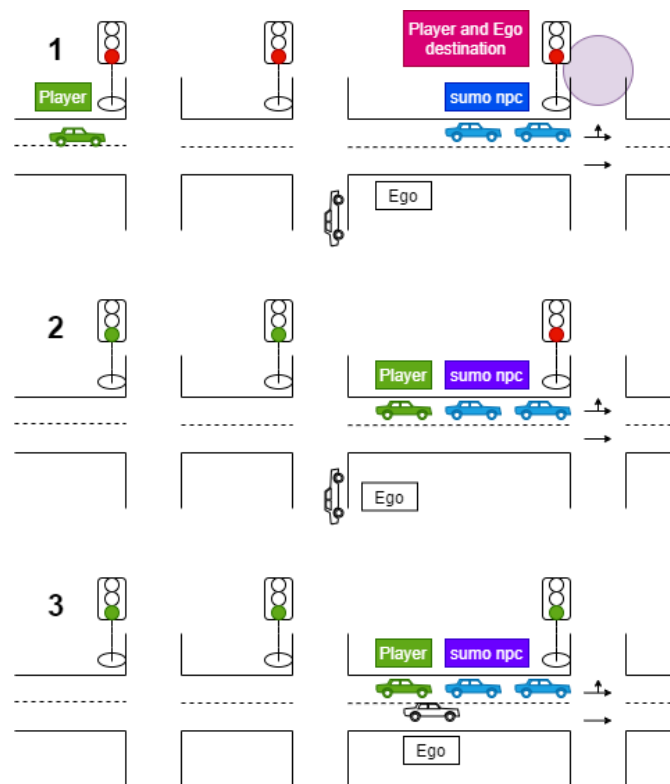 1
Player and Ego
destination
Player
sumo npc
Ego
2
Player
sumo npc
Ego
3
Player
sumo npc
Ego